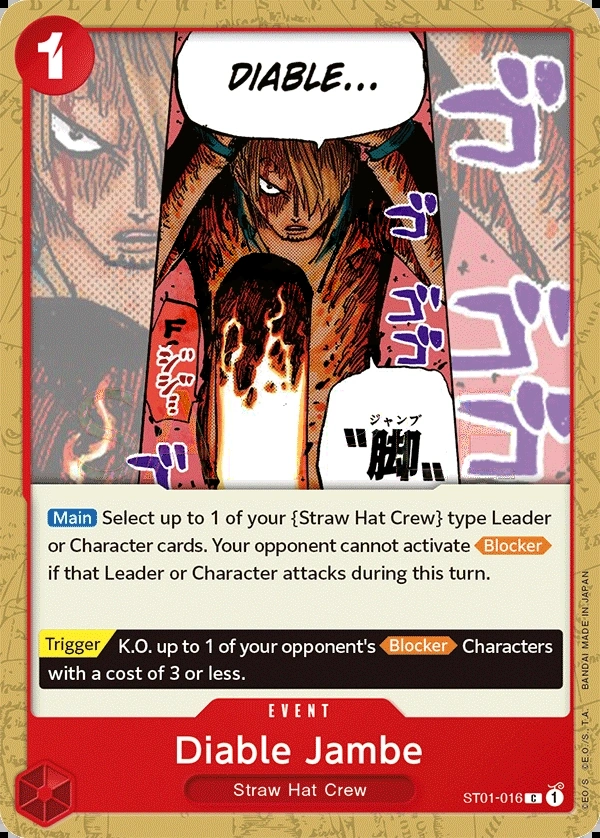 1
DIABLE...
ジャンプ
"脚"
Main Select up to 1 of your {Straw Hat Crew} type Leader
or Character cards. Your opponent cannot activate Blocker
if that Leader or Character attacks during this turn.
Trigger K.O. up to 1 of your opponent's Blocker Characters
with a cost of 3 or less.
EVENT
Diable Jambe
Straw Hat Crew
ST01-016 C 1
©E.O./S., T.A. BANDAI MADE IN JAPAN